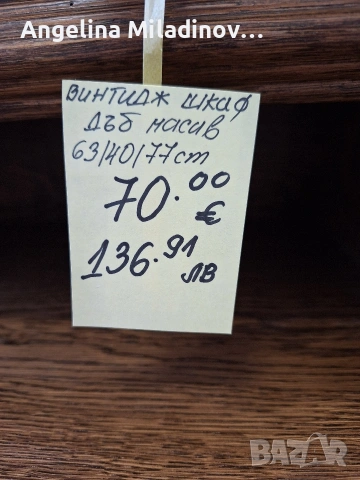 Angelina Miladinov...
ВИНТИДЖ ШКАФ
ДЪБ МАСИВ
63/40/77cm
70.00
€
136.91
ЛВ
BAZAR